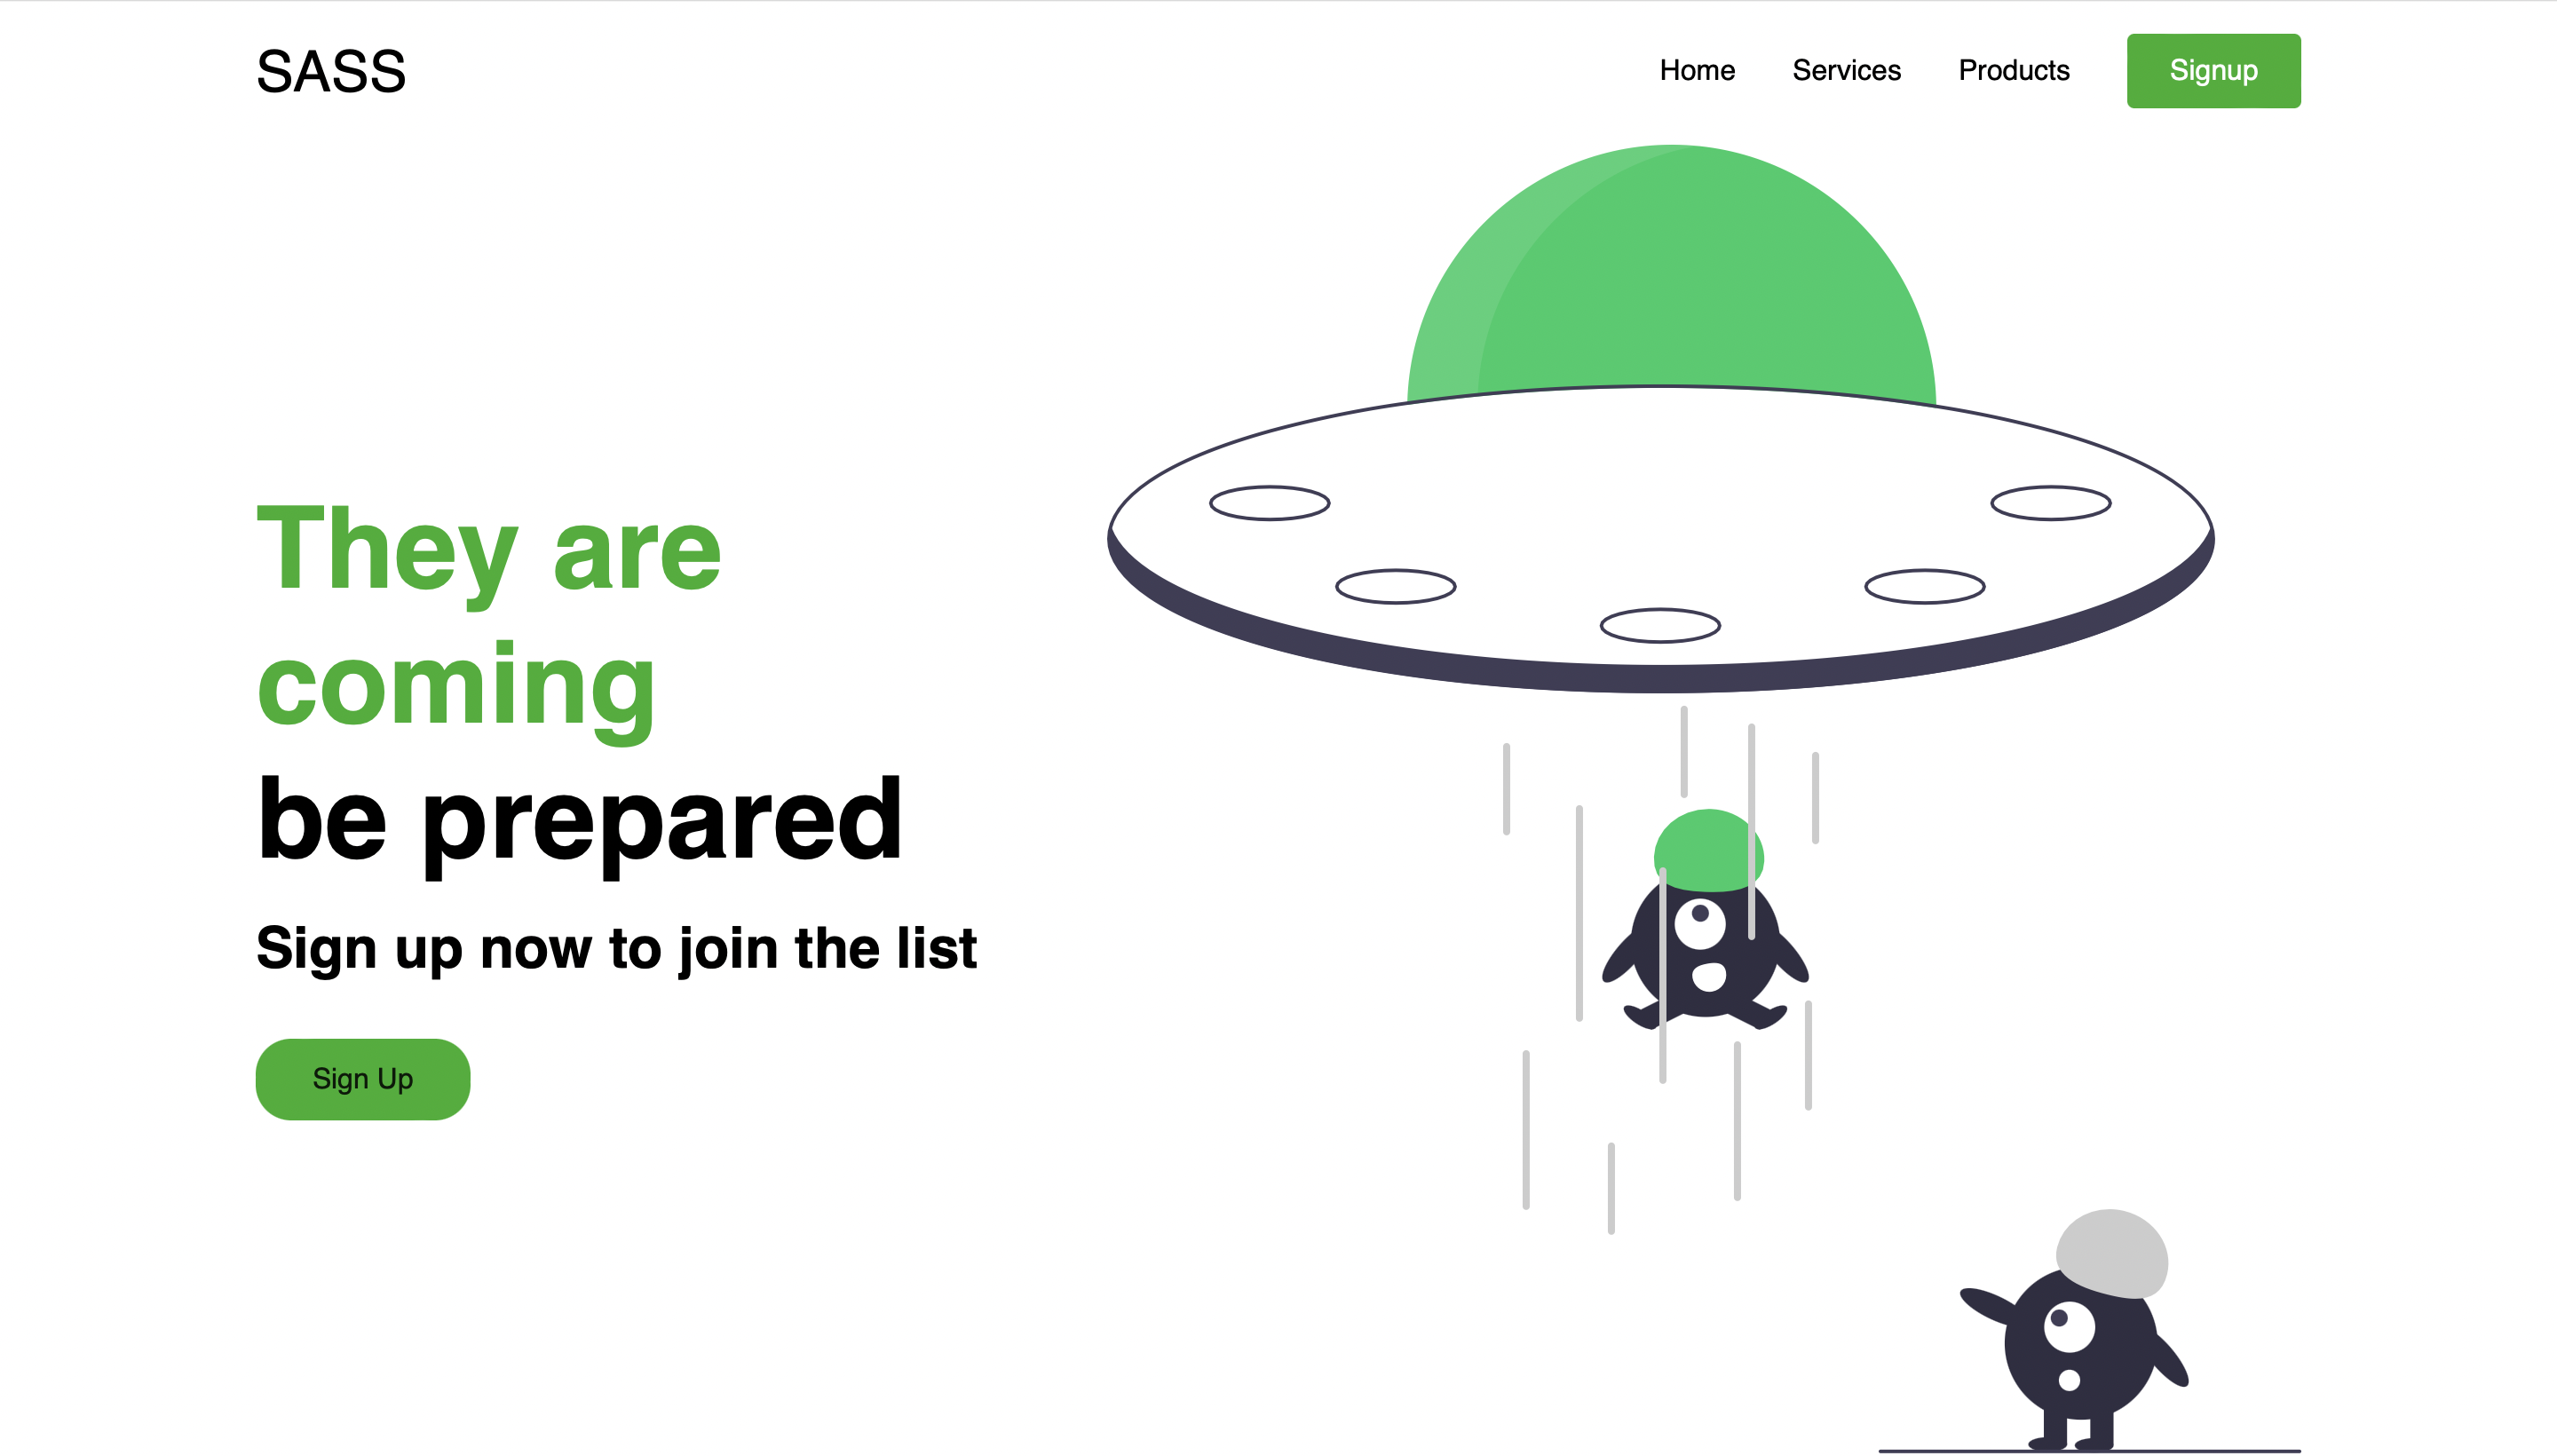 SASS
Home Services Products Signup
They are
coming
be prepared
Sign up now to join the list
Sign Up